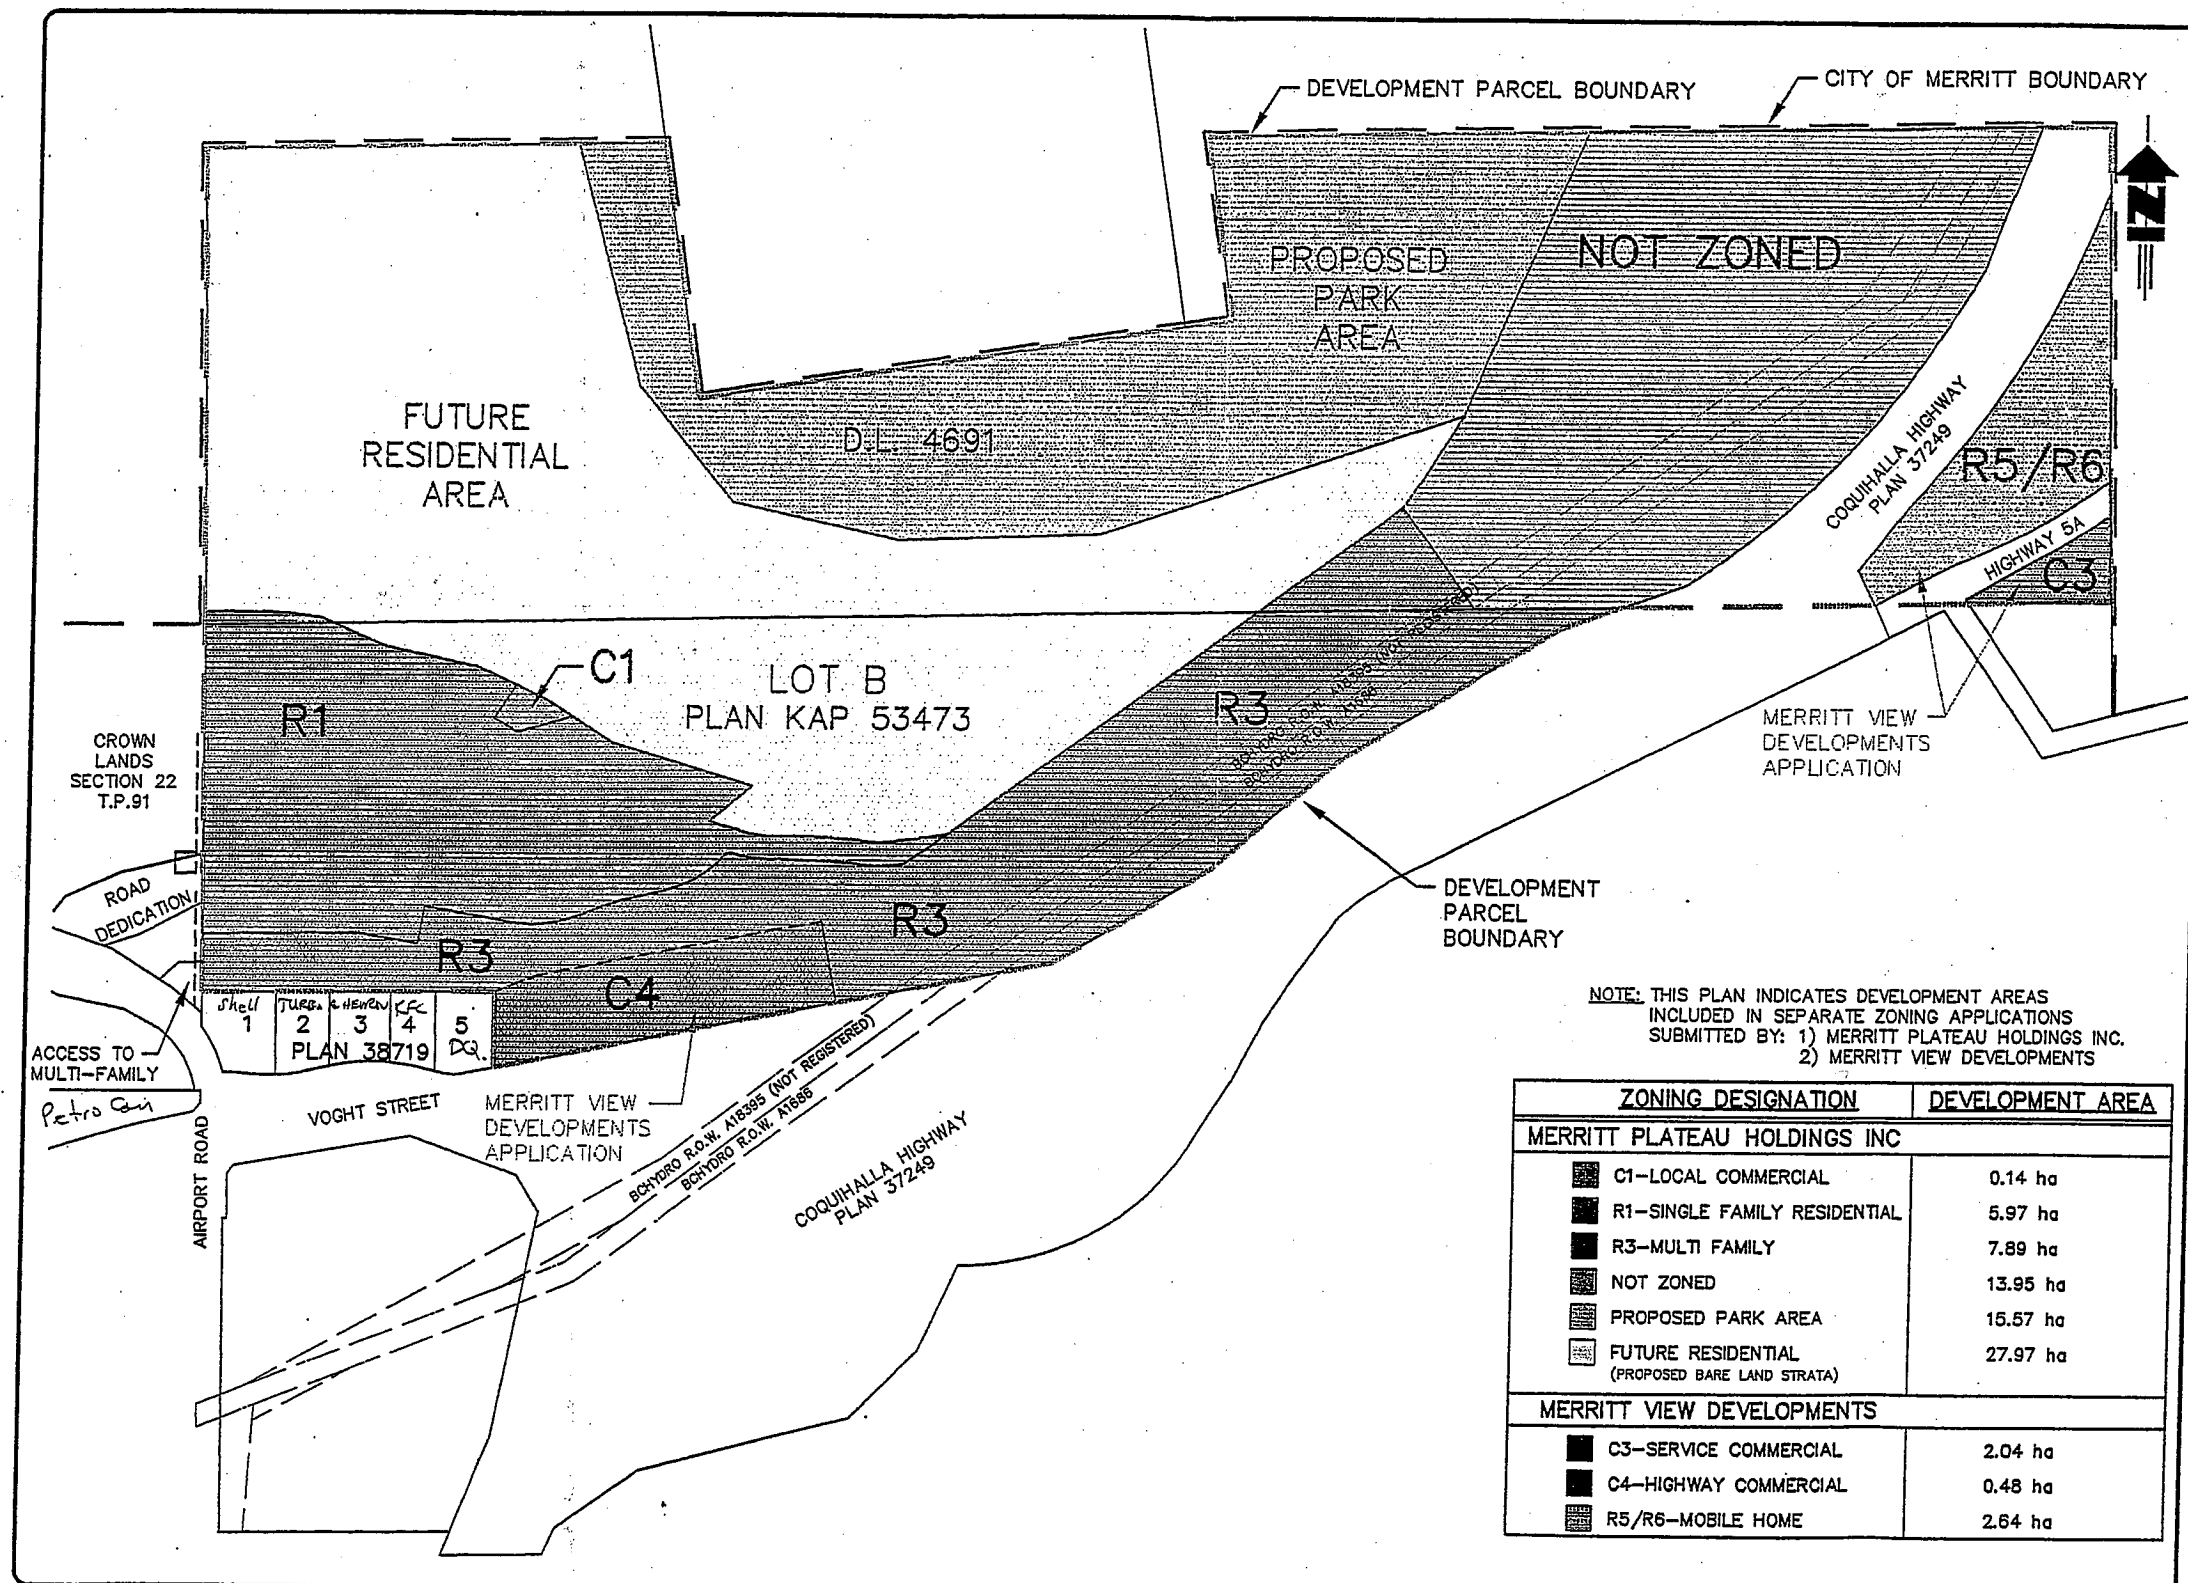 DEVELOPMENT PARCEL BOUNDARY
CITY OF MERRITT BOUNDARY
N
PROPOSED
PARK
AREA
NOT ZONED
FUTURE
RESIDENTIAL
AREA
D.L. 4691
COQUIHALLA HIGHWAY
PLAN 37249
R5/R6
HIGHWAY 5A
C3
C1
LOT B
PLAN KAP 53473
R1
R3
BCHYDRO R.O.W. A18395 (NOT REGISTERED)
BCHYDRO R.O.W. A1686
MERRITT VIEW
DEVELOPMENTS
APPLICATION
CROWN
LANDS
SECTION 22
T.P.91
ROAD
DEDICATION
R3
R3
DEVELOPMENT
PARCEL
BOUNDARY
C4
Shell
1
2
CHEVRON
3
KFC
4
5
DQ.
PLAN 38719
ACCESS TO
MULTI-FAMILY
Petro Can
VOGHT STREET
AIRPORT ROAD
MERRITT VIEW
DEVELOPMENTS
APPLICATION
BCHYDRO R.O.W. A18395 (NOT REGISTERED)
BCHYDRO R.O.W. A1686
COQUIHALLA HIGHWAY
PLAN 37249
NOTE: THIS PLAN INDICATES DEVELOPMENT AREAS
INCLUDED IN SEPARATE ZONING APPLICATIONS
SUBMITTED BY: 1) MERRITT PLATEAU HOLDINGS INC.
2) MERRITT VIEW DEVELOPMENTS
ZONING DESIGNATION DEVELOPMENT AREA
MERRITT PLATEAU HOLDINGS INC
C1-LOCAL COMMERCIAL 0.14 ha
R1-SINGLE FAMILY RESIDENTIAL 5.97 ha
R3-MULTI FAMILY 7.89 ha
NOT ZONED 13.95 ha
PROPOSED PARK AREA 15.57 ha
FUTURE RESIDENTIAL 27.97 ha
(PROPOSED BARE LAND STRATA)
MERRITT VIEW DEVELOPMENTS
C3-SERVICE COMMERCIAL 2.04 ha
C4-HIGHWAY COMMERCIAL 0.48 ha
R5/R6-MOBILE HOME 2.64 ha